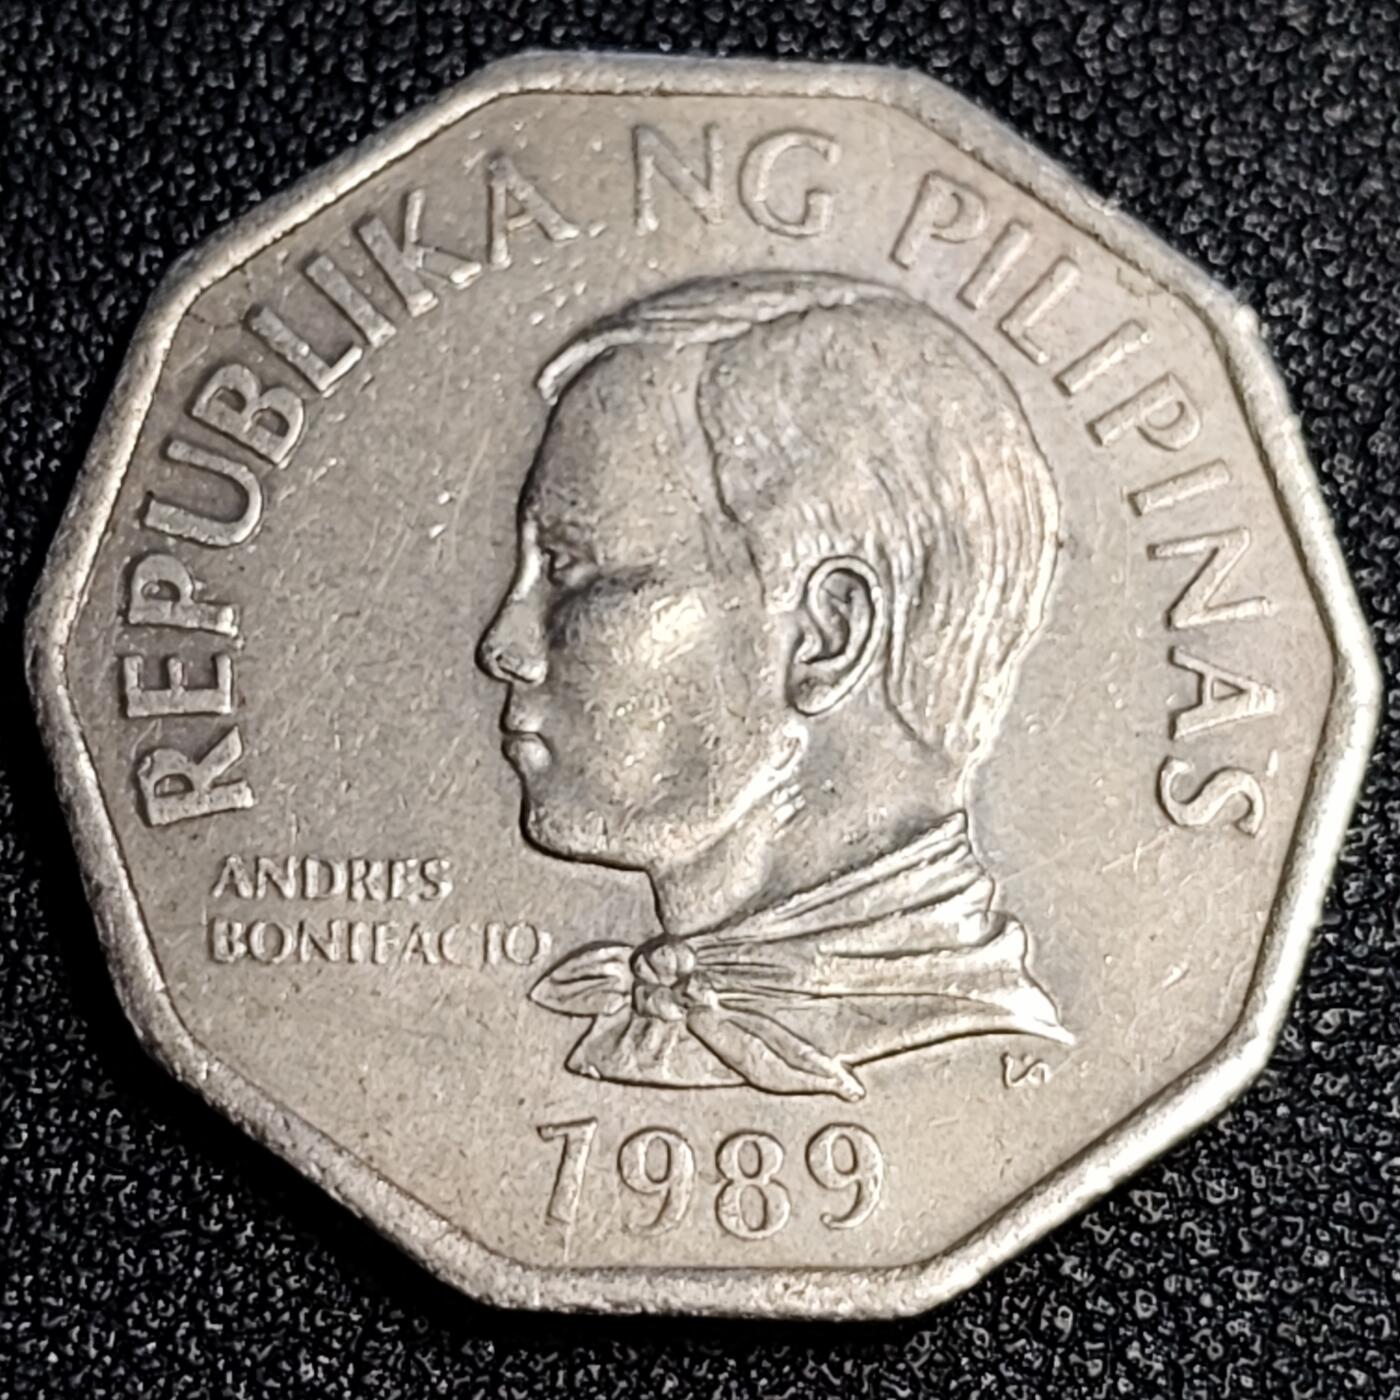 REPUBLIKA NG PILIPINAS
ANDRES
BONIFACIO
1989